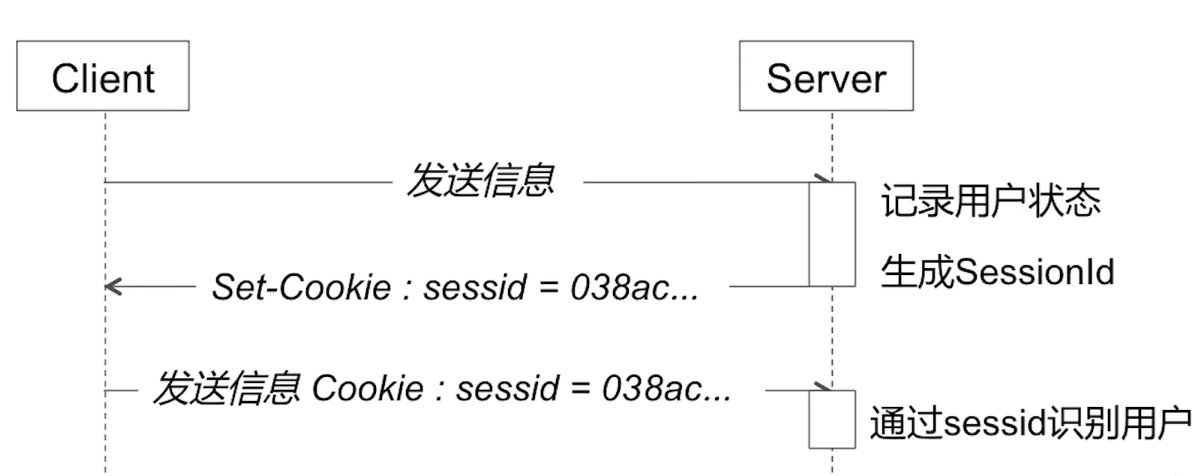 Client
Server
发送信息
记录用户状态
生成SessionId
Set-Cookie : sessid = 038ac...
发送信息 Cookie : sessid = 038ac...
通过sessid识别用户